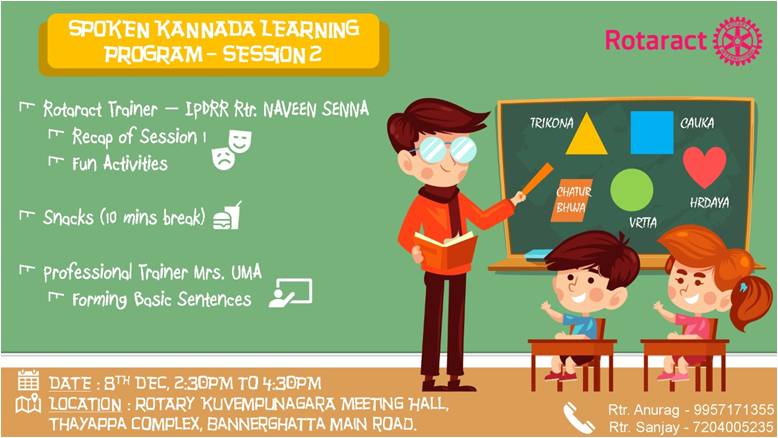 SPOKEN KANNADA LEARNING
PROGRAM – SESSION 2
Rotaract
Rotaract Trainer – IPDRR Rtr. NAVEEN SENNA
Recap of Session 1
Fun Activities
Snacks (10 mins break)
Professional Trainer Mrs. UMA
Forming Basic Sentences
TRIKONA
CAUKA
CHATUR
BHUJA
VRTTA
HRDAYA
DATE : 8TH DEC, 2:30PM TO 4:30PM
LOCATION : ROTARY KUVEMPUNAGARA MEETING HALL,
THAYAPPA COMPLEX, BANNERGHATTA MAIN ROAD.
Rtr. Anurag - 9957171355
Rtr. Sanjay - 7204005235